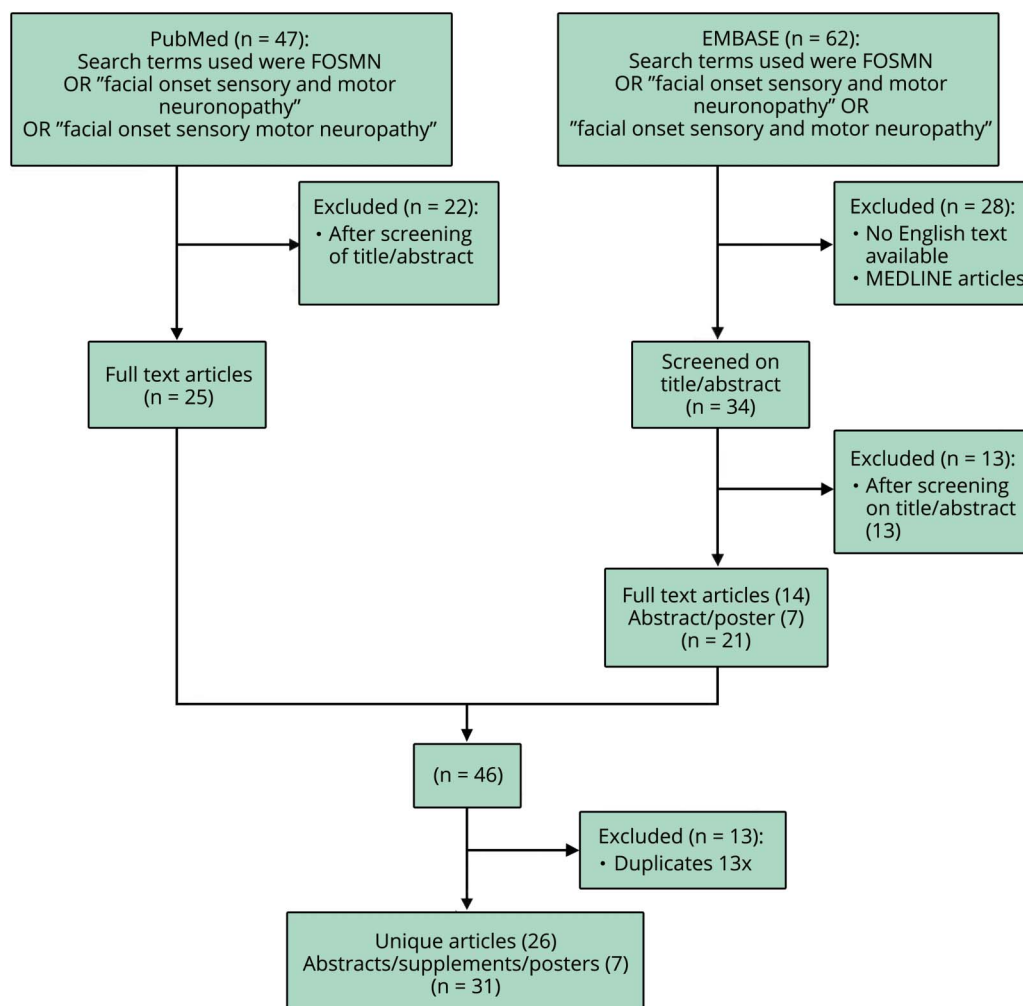 PubMed (n = 47):
Search terms used were FOSMN
OR ”facial onset sensory and motor
neuronopathy”
OR ”facial onset sensory motor neuropathy”
EMBASE (n = 62):
Search terms used were FOSMN
OR ”facial onset sensory and motor
neuronopathy” OR
”facial onset sensory and motor neuropathy”
Excluded (n = 22):
• After screening
of title/abstract
Excluded (n = 28):
• No English text
available
• MEDLINE articles
Full text articles
(n = 25)
Screened on
title/abstract
(n = 34)
Excluded (n = 13):
• After screening
on title/abstract
(13)
Full text articles (14)
Abstract/poster (7)
(n = 21)
(n = 46)
Excluded (n = 13):
• Duplicates 13x
Unique articles (26)
Abstracts/supplements/posters (7)
(n = 31)